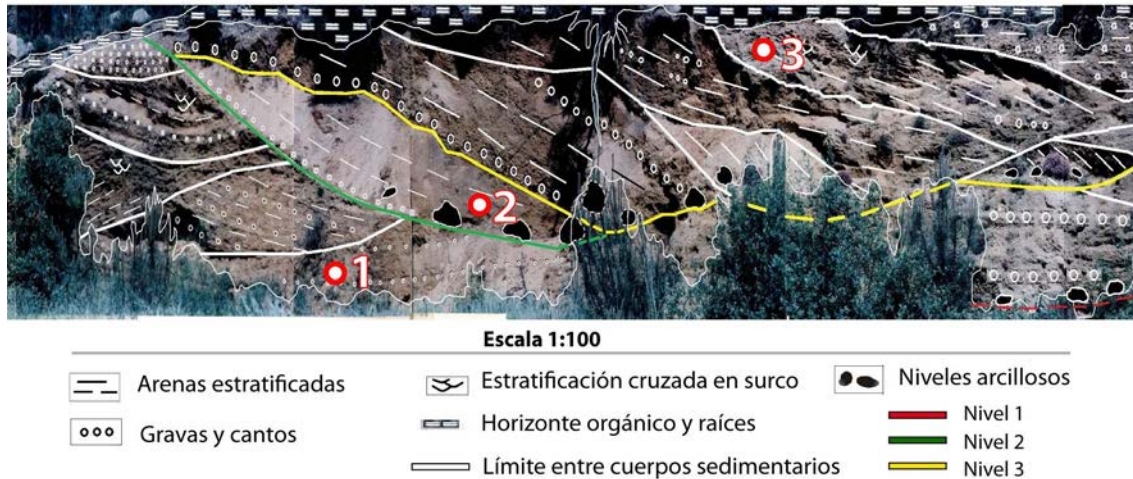 3
2
1
Escala 1:100
Arenas estratificadas
Estratificación cruzada en surco
Niveles arcillosos
Gravas y cantos
Horizonte orgánico y raíces
Límite entre cuerpos sedimentarios
Nivel 1
Nivel 2
Nivel 3